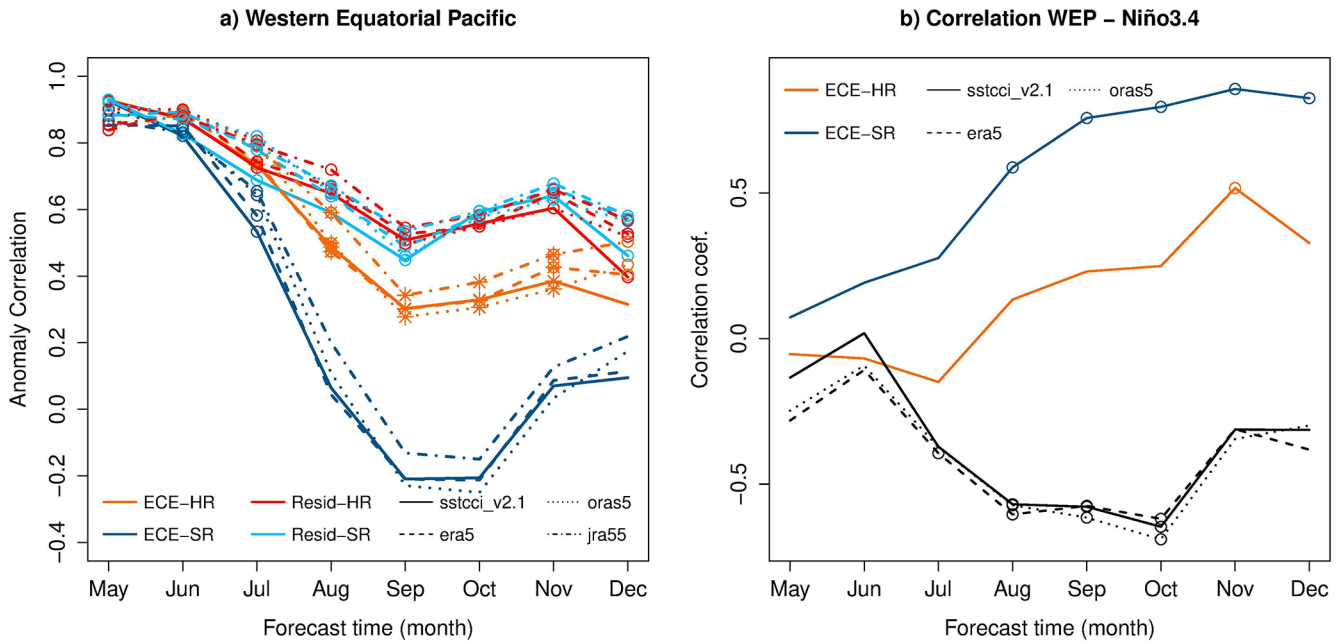 a) Western Equatorial Pacific
Anomaly Correlation
1.0
0.8
0.6
0.4
0.2
0.0
−0.2
−0.4
ECE−HR Resid−HR sstcci_v2.1 oras5
ECE−SR Resid−SR era5 jra55
May Jun Jul Aug Sep Oct Nov Dec
Forecast time (month)
b) Correlation WEP − Niño3.4
Correlation coef.
0.5
0.0
−0.5
ECE−HR sstcci_v2.1 oras5
ECE−SR era5
May Jun Jul Aug Sep Oct Nov Dec
Forecast time (month)